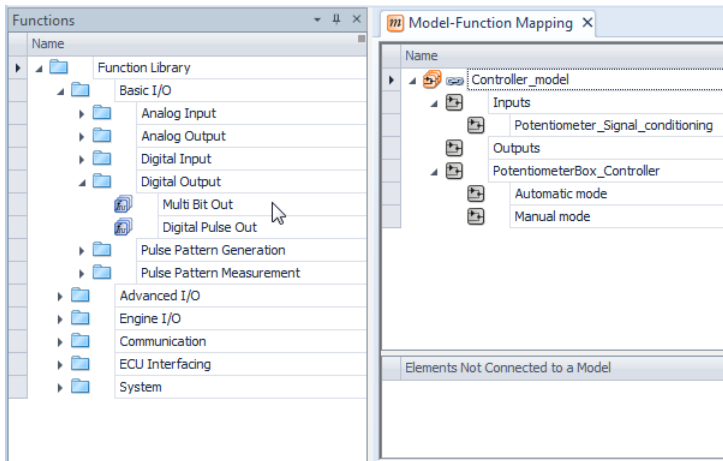 Functions
Name
Function Library
Basic I/O
Analog Input
Analog Output
Digital Input
Digital Output
Multi Bit Out
Digital Pulse Out
Pulse Pattern Generation
Pulse Pattern Measurement
Advanced I/O
Engine I/O
Communication
ECU Interfacing
System
m Model-Function Mapping
Name
Controller_model
Inputs
Potentiometer_Signal_conditioning
Outputs
PotentiometerBox_Controller
Automatic mode
Manual mode
Elements Not Connected to a Model